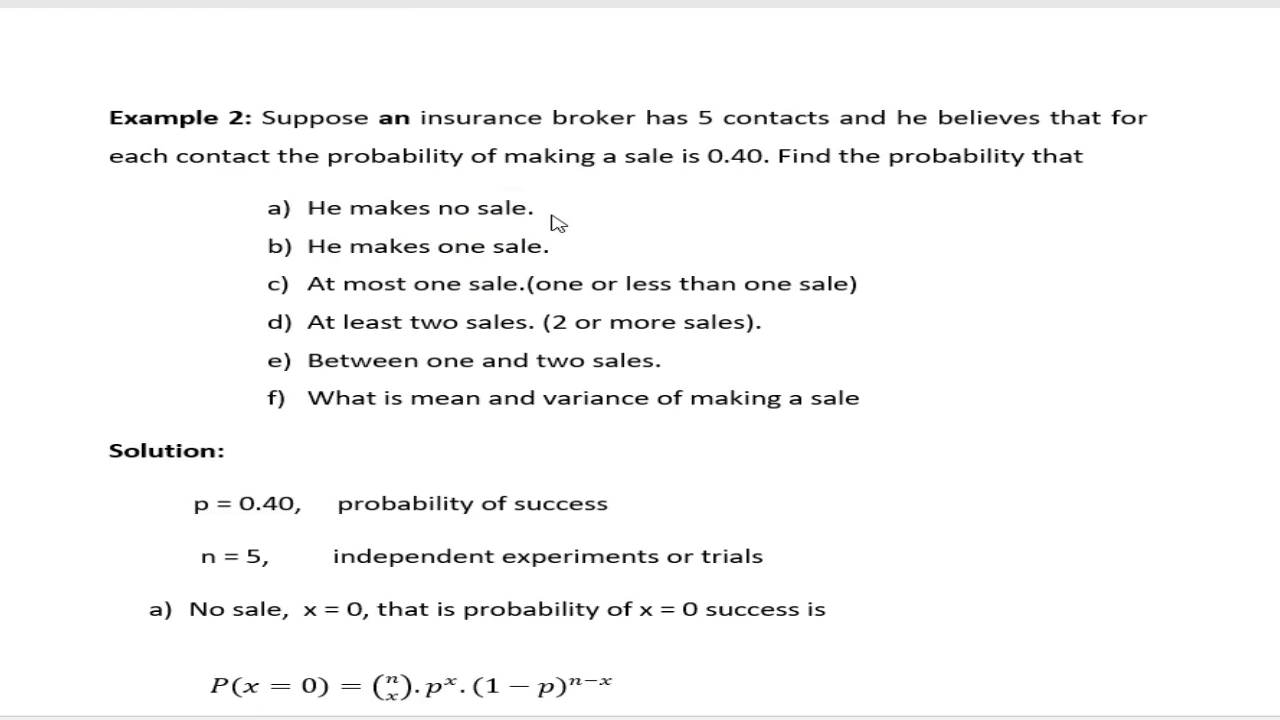 Example 2: Suppose an insurance broker has 5 contacts and he believes that for
each contact the probability of making a sale is 0.40. Find the probability that
a) He makes no sale.
b) He makes one sale.
c) At most one sale.(one or less than one sale)
d) At least two sales. (2 or more sales).
e) Between one and two sales.
f) What is mean and variance of making a sale
Solution:
p = 0.40, probability of success
n = 5, independent experiments or trials
a) No sale, x = 0, that is probability of x = 0 success is
P(x = 0) = (ⁿₓ). pˣ. (1 − p)ⁿ⁻ˣ